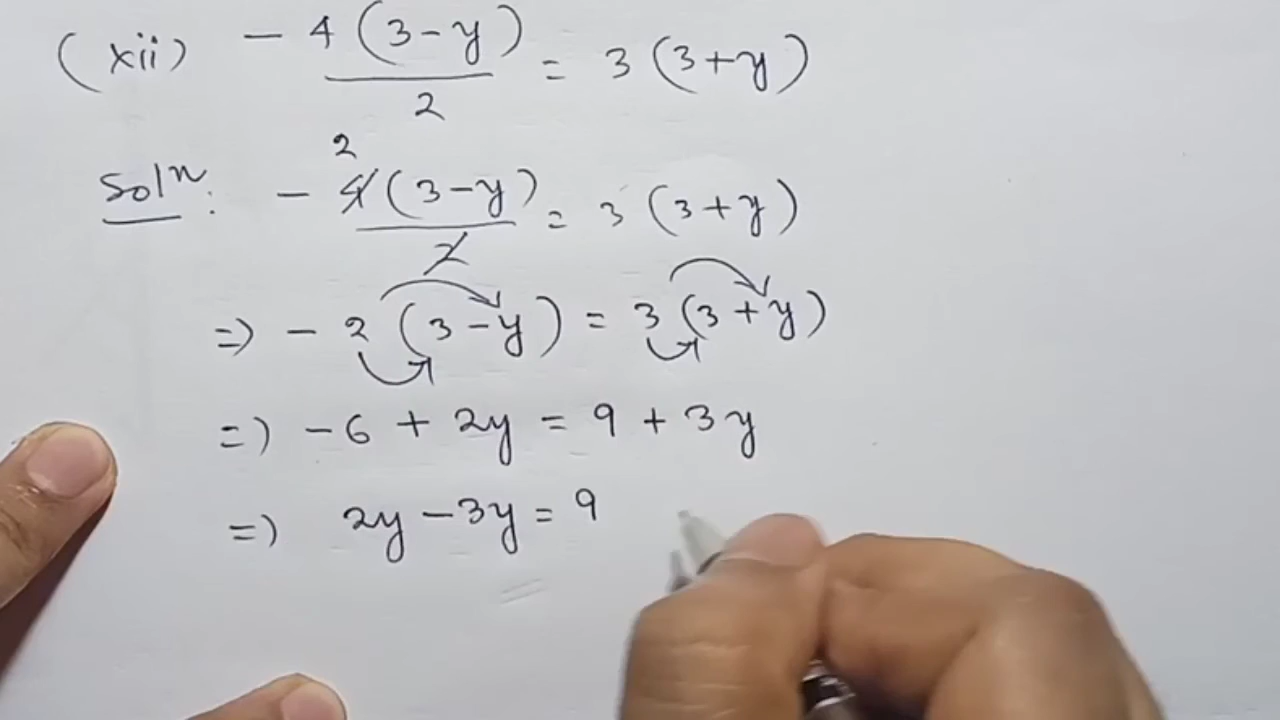 (xii) - 4(3-y)/2 = 3(3+y)
Solⁿ: - 4(3-y)/2 = 3(3+y)
2
=) - 2(3-y) = 3(3+y)
=) -6 + 2y = 9 + 3y
=) 2y - 3y = 9